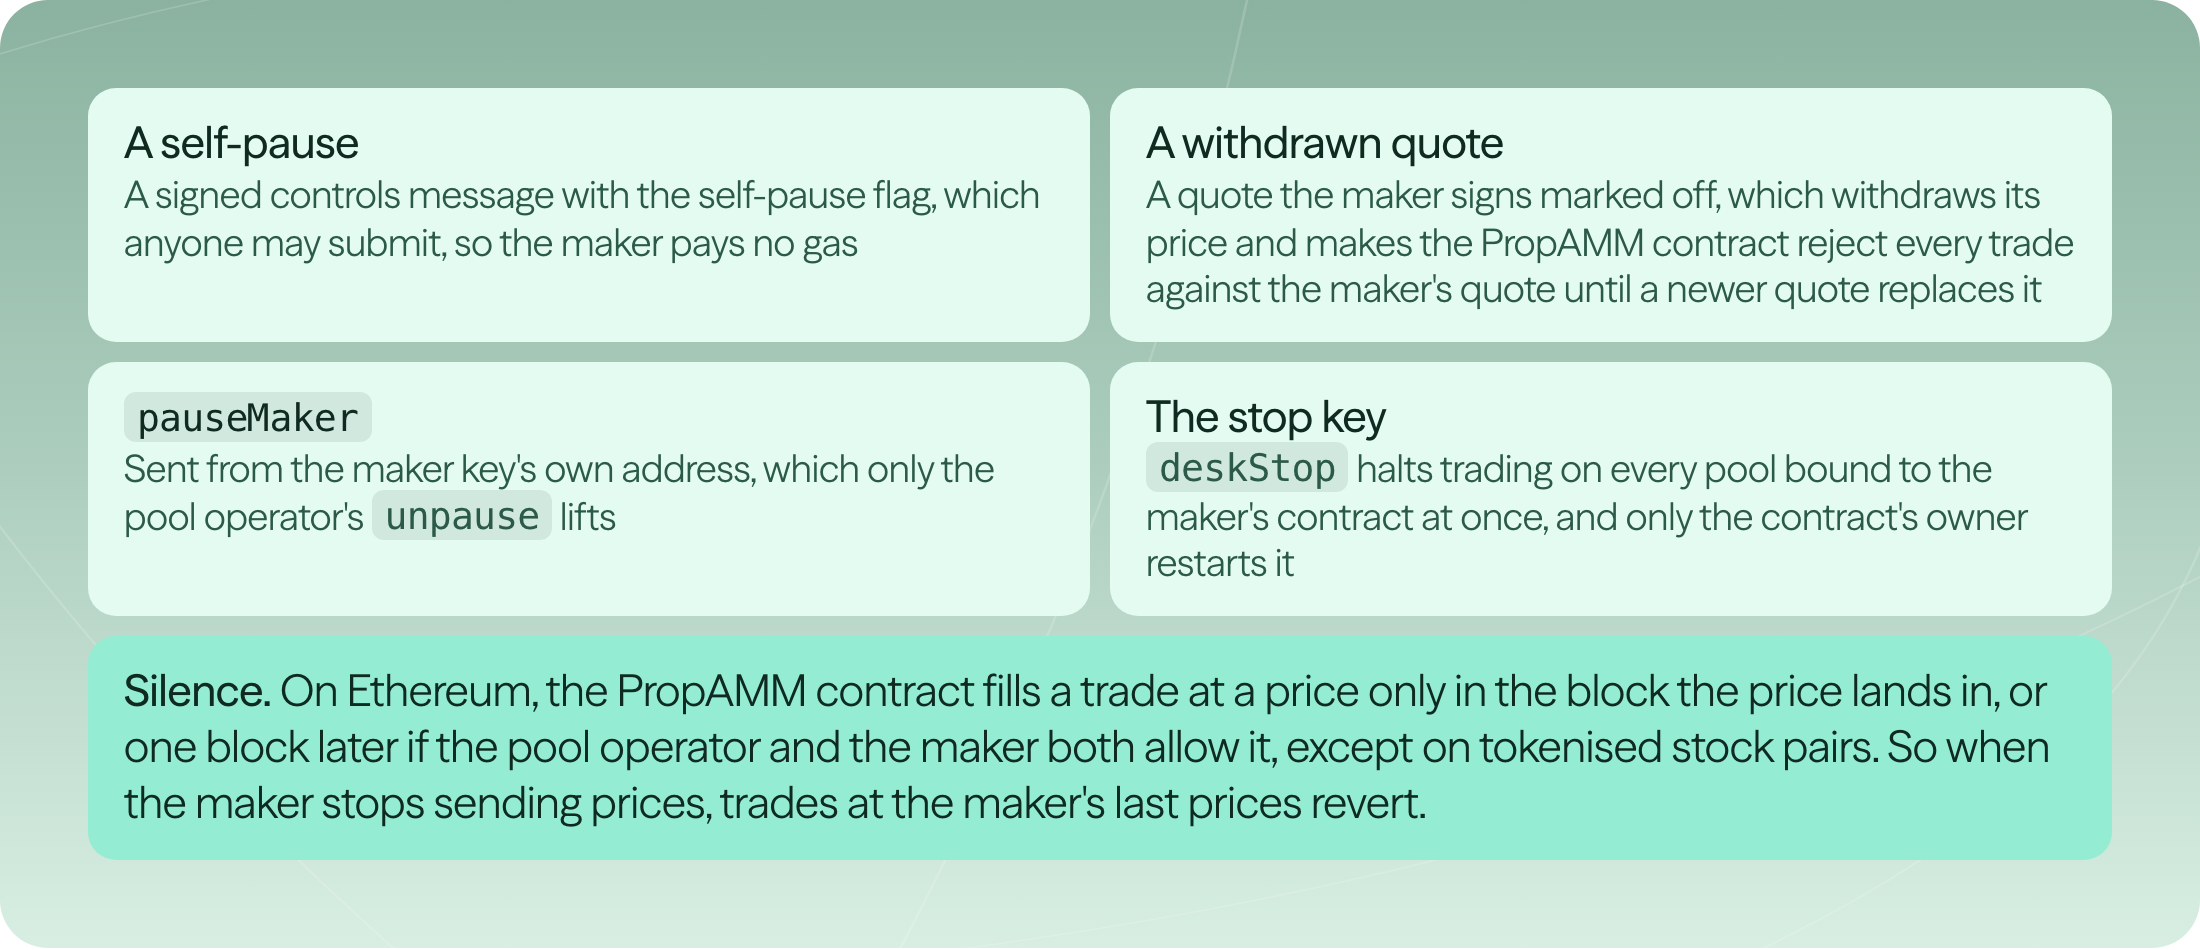 A self-pause
A signed controls message with the self-pause flag, which
anyone may submit, so the maker pays no gas
A withdrawn quote
A quote the maker signs marked off, which withdraws its
price and makes the PropAMM contract reject every trade
against the maker's quote until a newer quote replaces it
pauseMaker
Sent from the maker key's own address, which only the
pool operator's unpause lifts
The stop key
deskStop halts trading on every pool bound to the
maker's contract at once, and only the contract's owner
restarts it
Silence. On Ethereum, the PropAMM contract fills a trade at a price only in the block the price lands in, or
one block later if the pool operator and the maker both allow it, except on tokenised stock pairs. So when
the maker stops sending prices, trades at the maker's last prices revert.